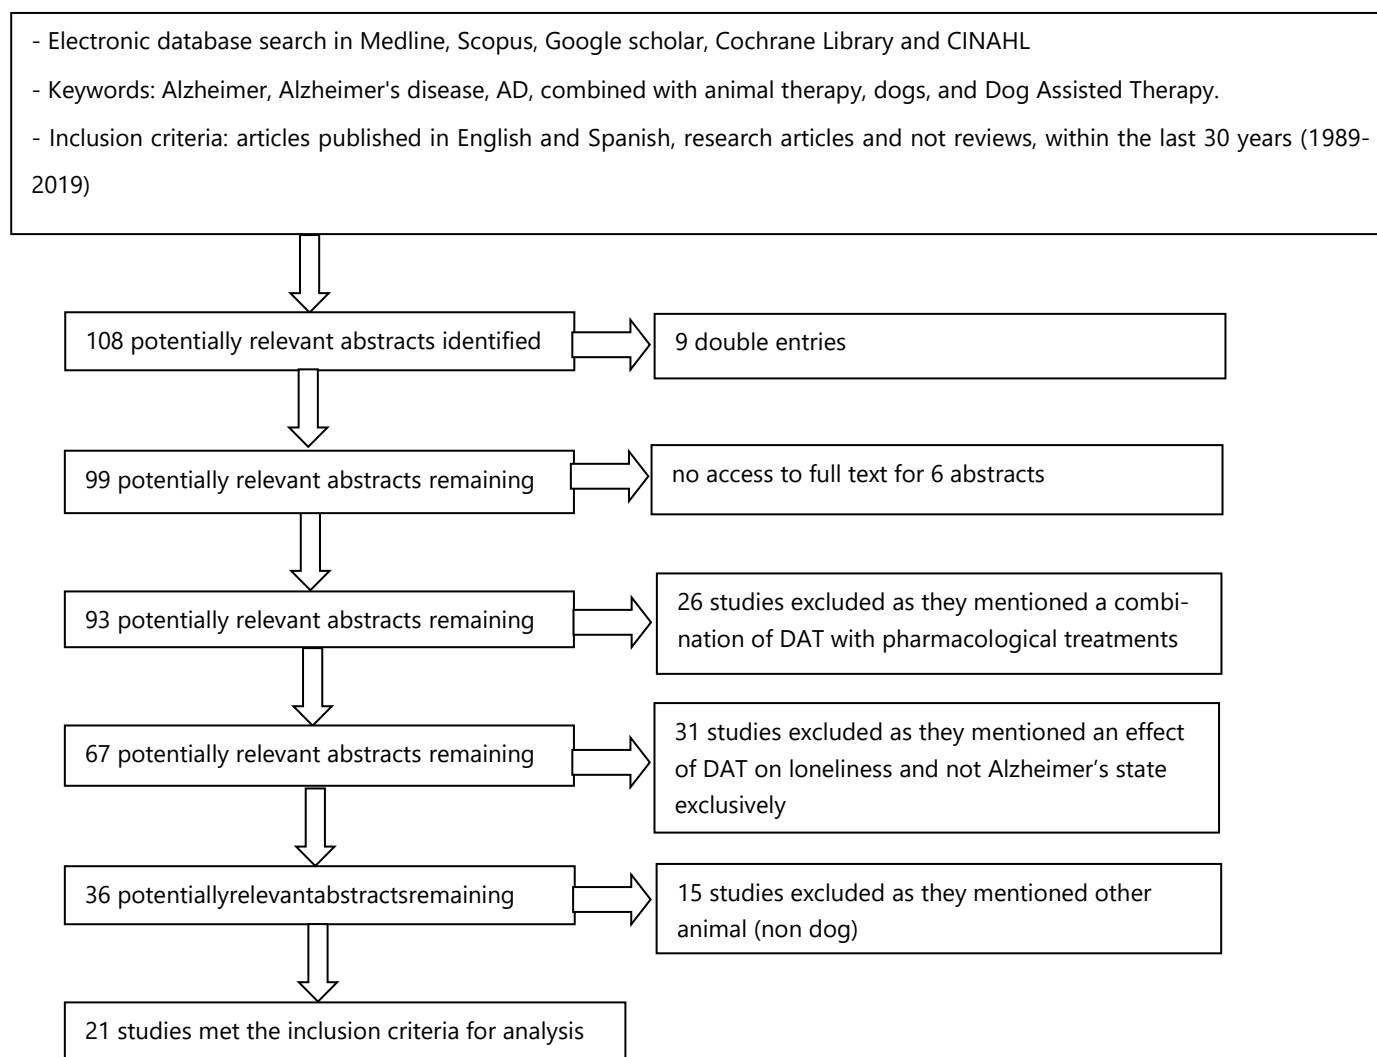 - Electronic database search in Medline, Scopus, Google scholar, Cochrane Library and CINAHL
- Keywords: Alzheimer, Alzheimer's disease, AD, combined with animal therapy, dogs, and Dog Assisted Therapy.
- Inclusion criteria: articles published in English and Spanish, research articles and not reviews, within the last 30 years (1989-
2019)
108 potentially relevant abstracts identified
9 double entries
99 potentially relevant abstracts remaining
no access to full text for 6 abstracts
93 potentially relevant abstracts remaining
26 studies excluded as they mentioned a combi-
nation of DAT with pharmacological treatments
67 potentially relevant abstracts remaining
31 studies excluded as they mentioned an effect
of DAT on loneliness and not Alzheimer’s state
exclusively
36 potentiallyrelevantabstractsremaining
15 studies excluded as they mentioned other
animal (non dog)
21 studies met the inclusion criteria for analysis